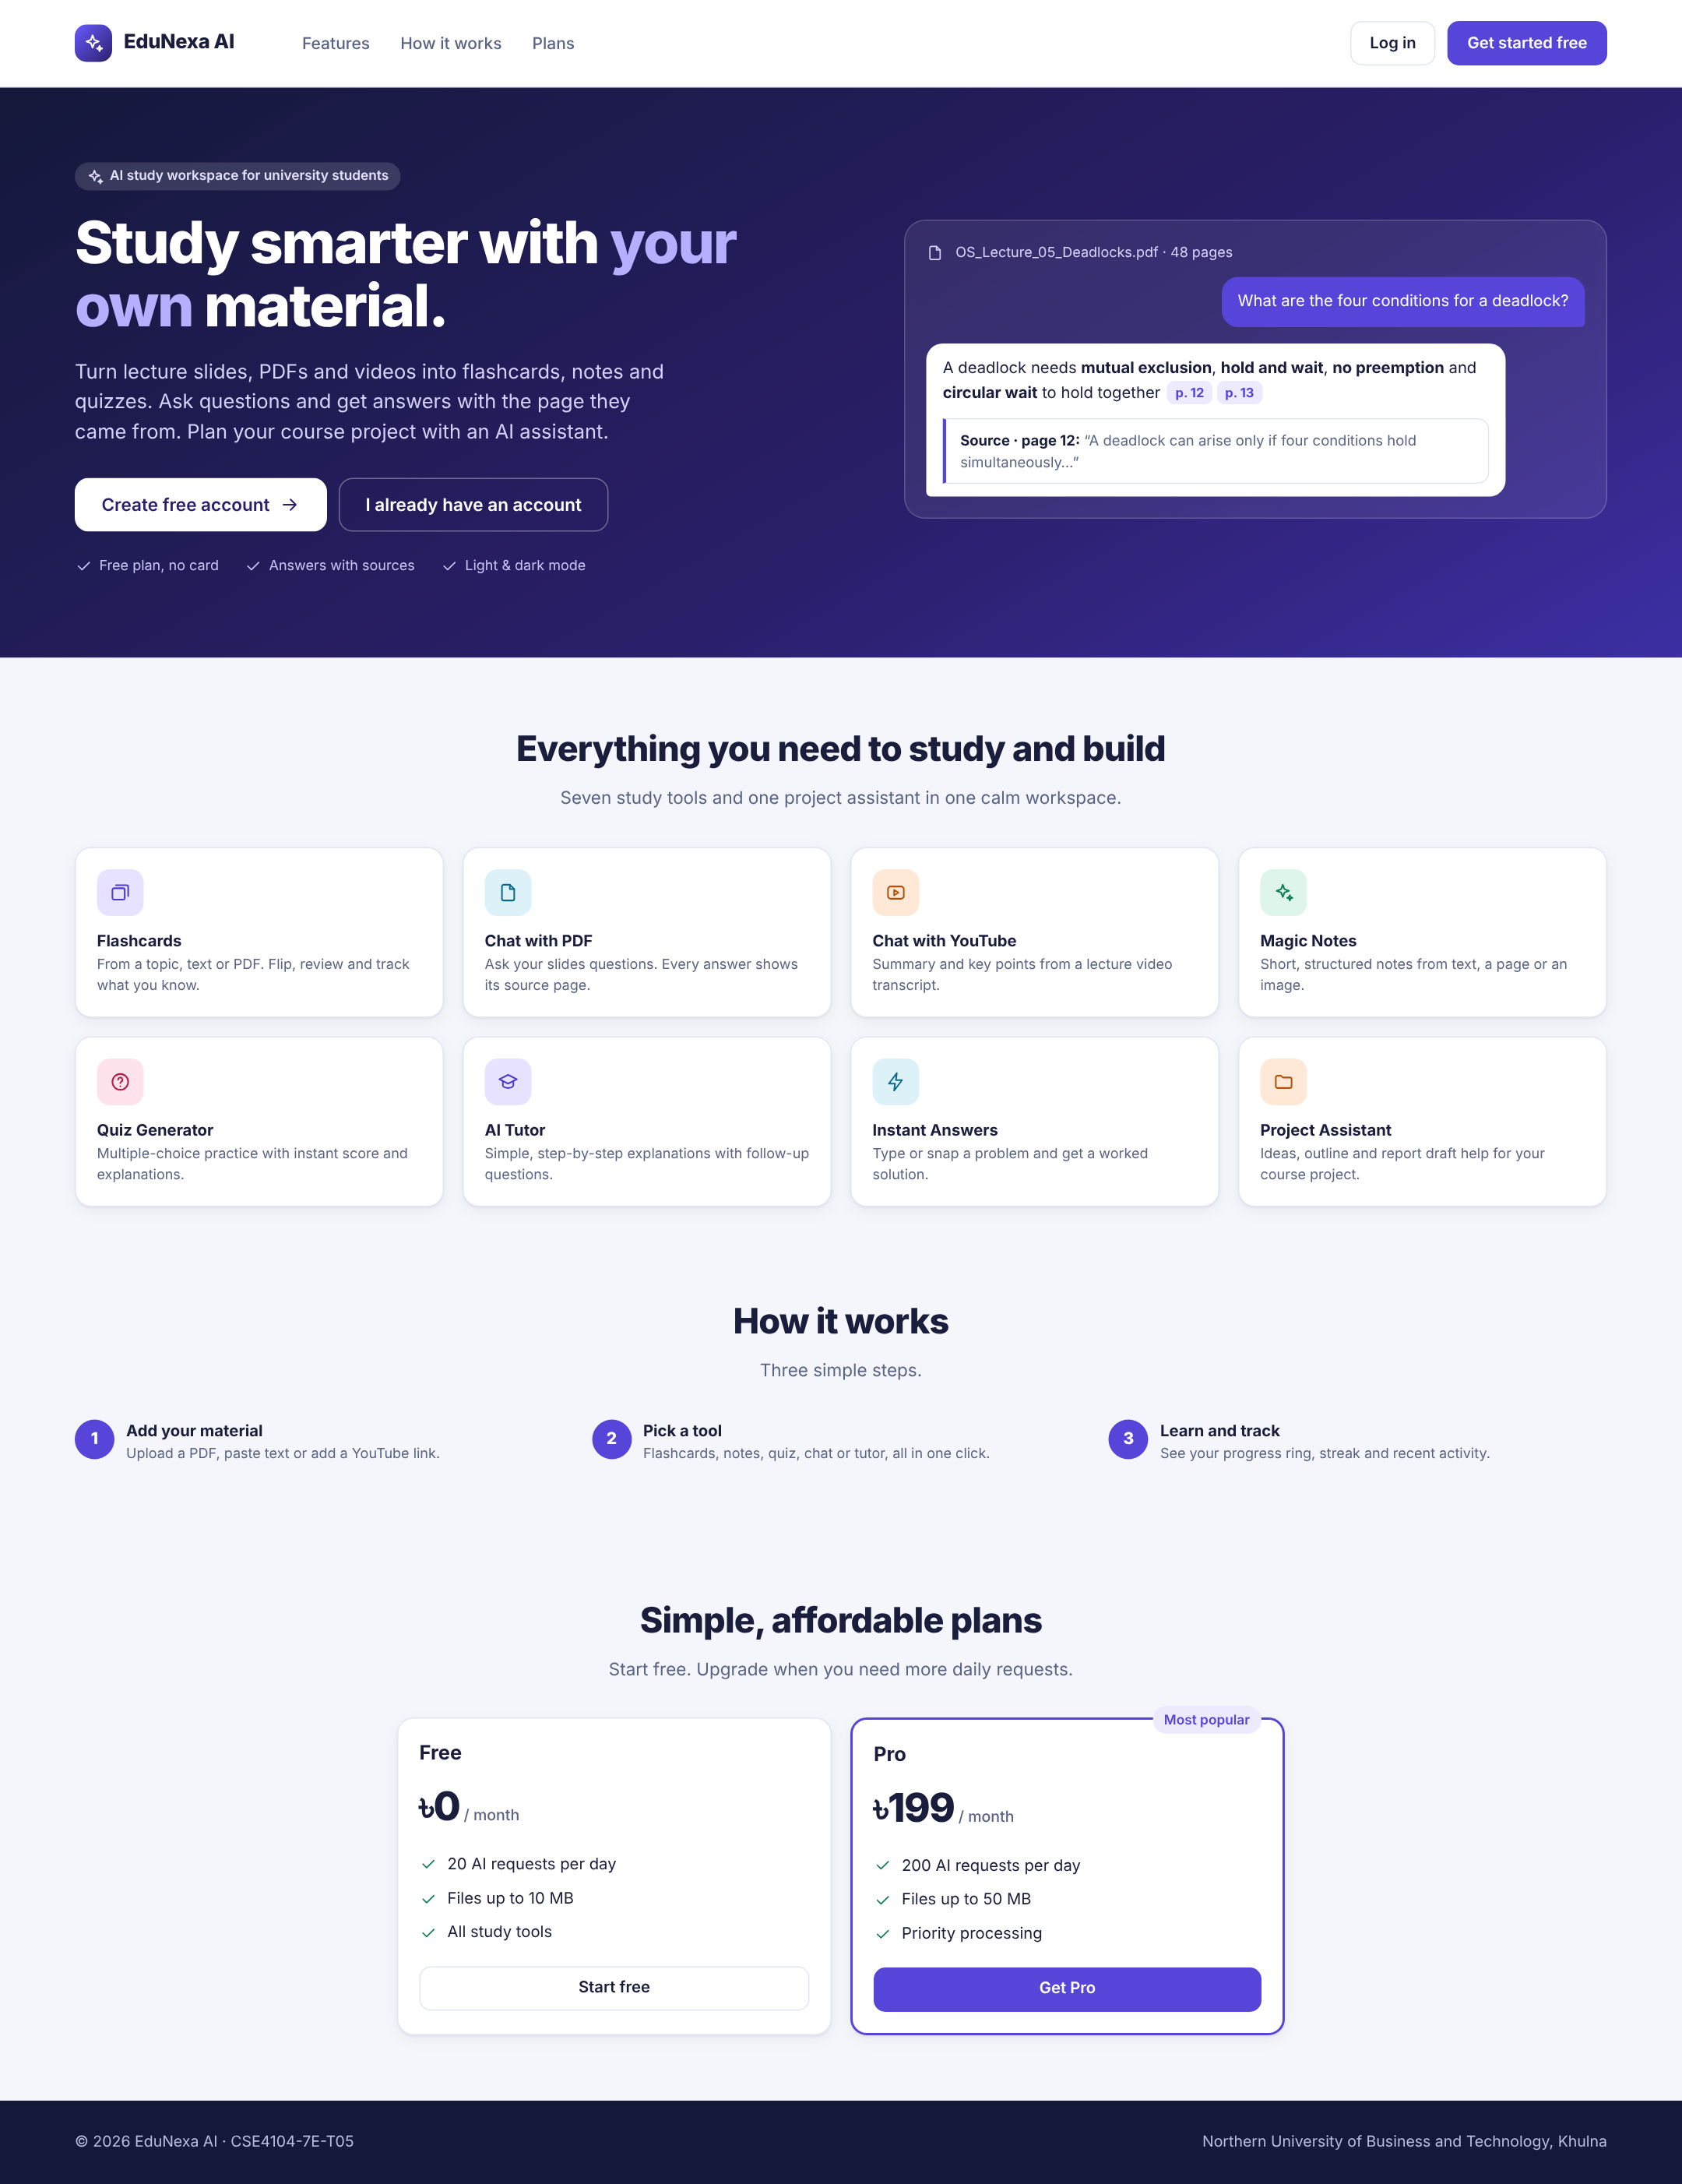 EduNexa AI
Features
How it works
Plans
Log in
Get started free
AI study workspace for university students
Study smarter with your
own material.
Turn lecture slides, PDFs and videos into flashcards, notes and
quizzes. Ask questions and get answers with the page they
came from. Plan your course project with an AI assistant.
Create free account →
I already have an account
Free plan, no card
Answers with sources
Light & dark mode
OS_Lecture_05_Deadlocks.pdf · 48 pages
What are the four conditions for a deadlock?
A deadlock needs mutual exclusion, hold and wait, no preemption and
circular wait to hold together p. 12 p. 13
Source · page 12: “A deadlock can arise only if four conditions hold
simultaneously…”
Everything you need to study and build
Seven study tools and one project assistant in one calm workspace.
Flashcards
From a topic, text or PDF. Flip, review and track
what you know.
Chat with PDF
Ask your slides questions. Every answer shows
its source page.
Chat with YouTube
Summary and key points from a lecture video
transcript.
Magic Notes
Short, structured notes from text, a page or an
image.
Quiz Generator
Multiple-choice practice with instant score and
explanations.
AI Tutor
Simple, step-by-step explanations with follow-up
questions.
Instant Answers
Type or snap a problem and get a worked
solution.
Project Assistant
Ideas, outline and report draft help for your
course project.
How it works
Three simple steps.
1
Add your material
Upload a PDF, paste text or add a YouTube link.
2
Pick a tool
Flashcards, notes, quiz, chat or tutor, all in one click.
3
Learn and track
See your progress ring, streak and recent activity.
Simple, affordable plans
Start free. Upgrade when you need more daily requests.
Free
৳0 / month
20 AI requests per day
Files up to 10 MB
All study tools
Start free
Most popular
Pro
৳199 / month
200 AI requests per day
Files up to 50 MB
Priority processing
Get Pro
© 2026 EduNexa AI · CSE4104-7E-T05
Northern University of Business and Technology, Khulna